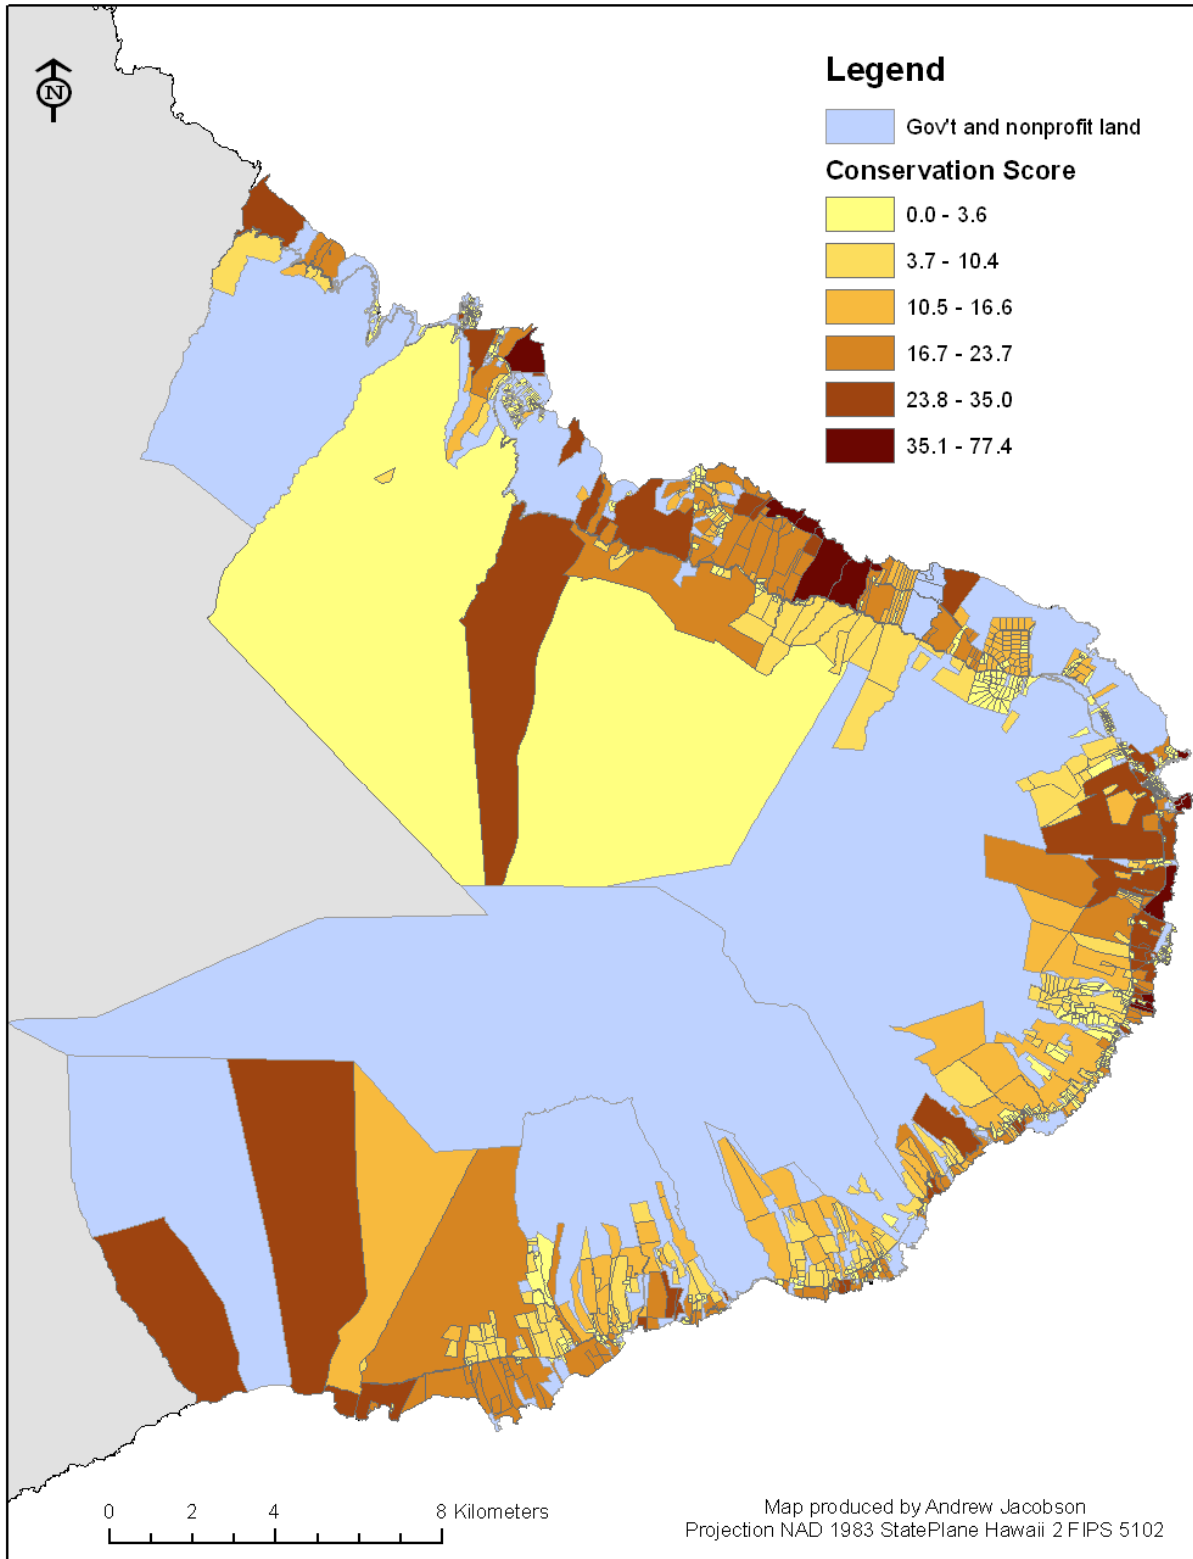 N
Legend
Gov't and nonprofit land
Conservation Score
0.0 - 3.6
3.7 - 10.4
10.5 - 16.6
16.7 - 23.7
23.8 - 35.0
35.1 - 77.4
0 2 4 8 Kilometers
Map produced by Andrew Jacobson
Projection NAD 1983 StatePlane Hawaii 2 FIPS 5102